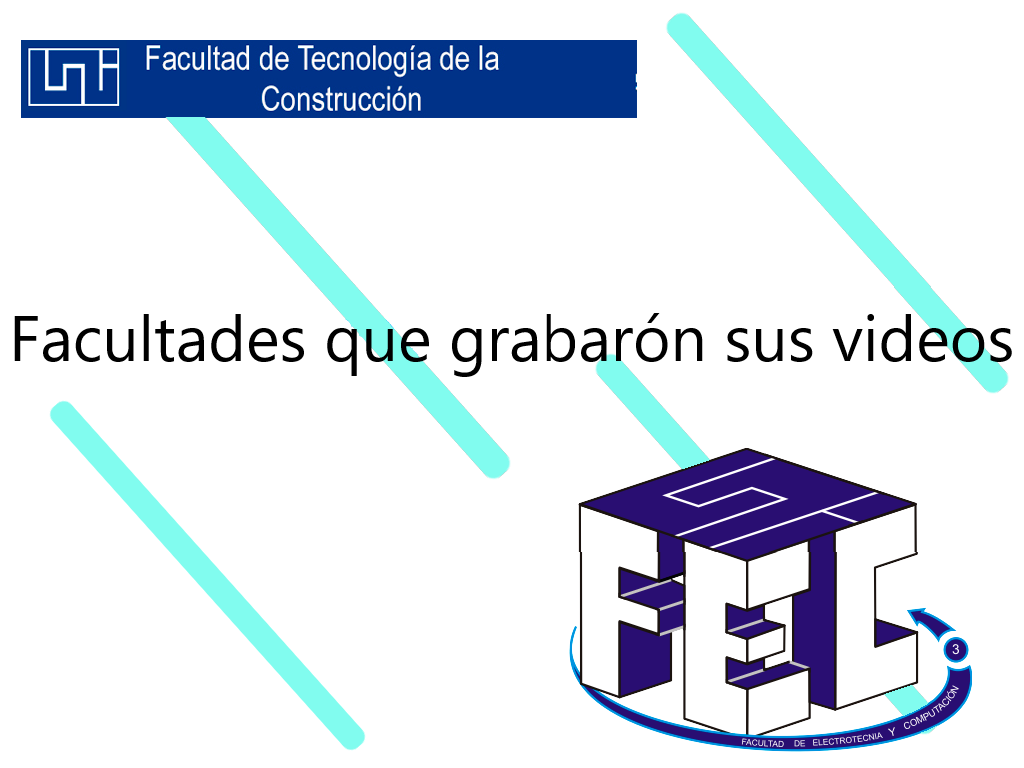 Facultad de Tecnología de la
Construcción
Facultades que grabarón sus videos
FEC
3
FACULTAD DE ELECTROTECNIA Y COMPUTACIÓN